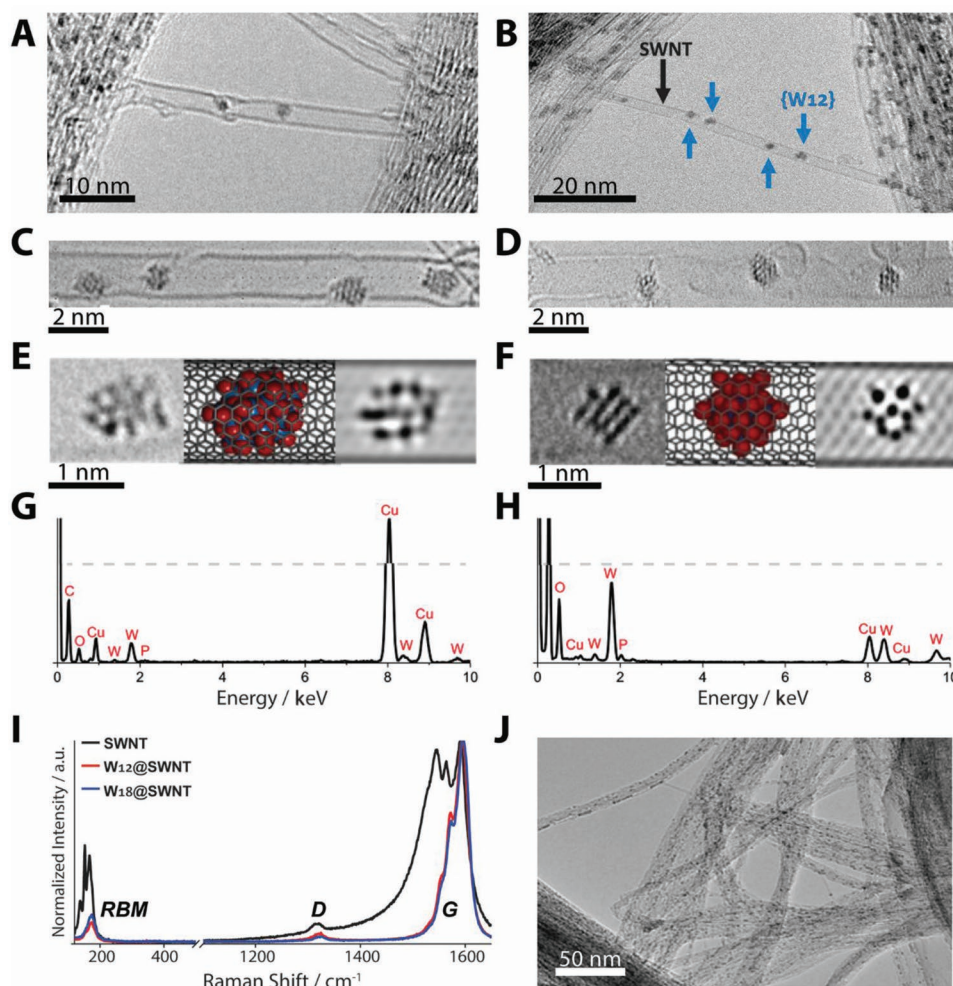 A
10 nm
B
SWNT
{W12}
20 nm
C
2 nm
D
2 nm
E
1 nm
F
1 nm
G
C
O
Cu
W
W
P
Cu
W
Cu
W
0 2 4 6 8 10
Energy / keV
H
O
Cu
W
W
P
Cu
W
Cu
W
0 2 4 6 8 10
Energy / keV
I
SWNT
W12@SWNT
W18@SWNT
RBM
D
G
Normalized Intensity / a.u.
200 1200 1400 1600
Raman Shift / cm-1
J
50 nm